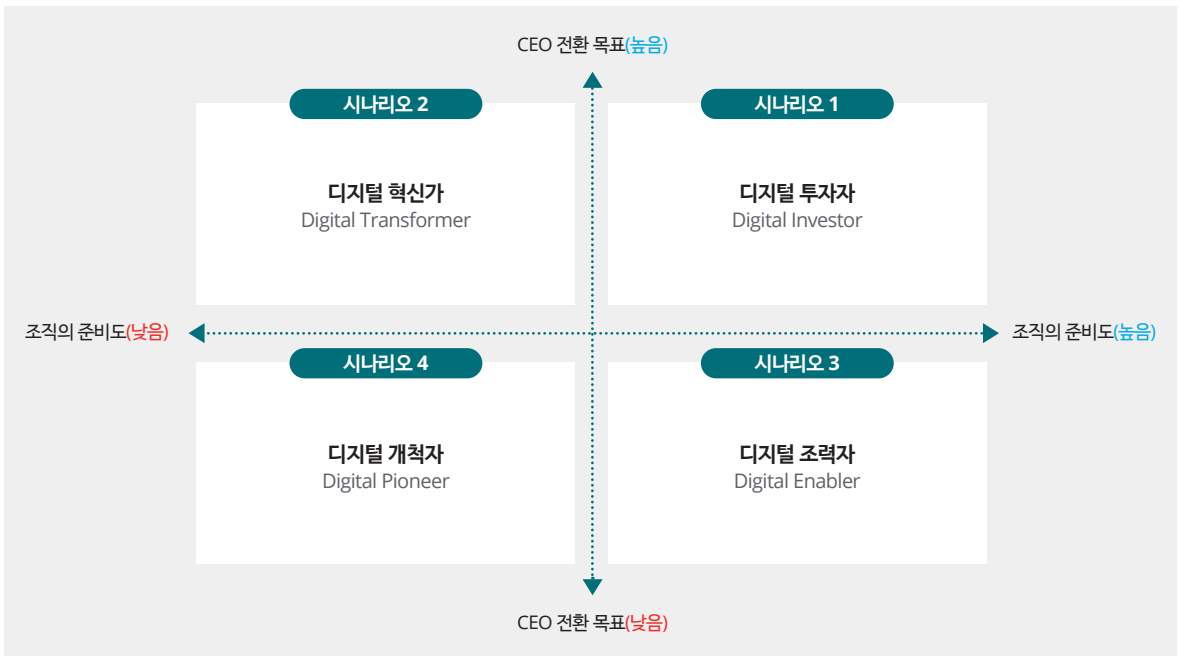 CEO 전환 목표(높음)
시나리오 2
시나리오 1
디지털 혁신가
Digital Transformer
디지털 투자자
Digital Investor
조직의 준비도(낮음)
조직의 준비도(높음)
시나리오 4
시나리오 3
디지털 개척자
Digital Pioneer
디지털 조력자
Digital Enabler
CEO 전환 목표(낮음)